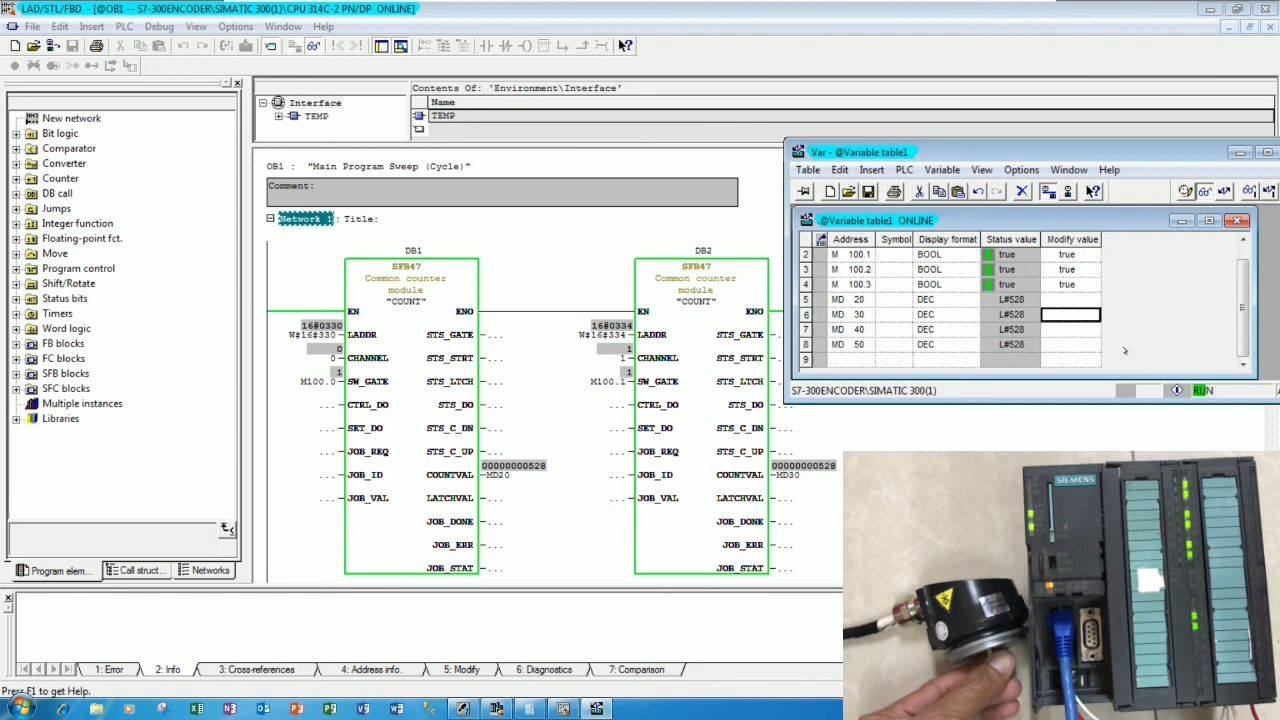 LAD/STL/FBD - [@OB1 -- S7-300ENCODER\SIMATIC 300(1)\CPU 314C-2 PN/DP ONLINE]
File Edit Insert PLC Debug View Options Window Help
New network
Bit logic
Comparator
Converter
Counter
DB call
Jumps
Integer function
Floating-point fct.
Move
Program control
Shift/Rotate
Status bits
Timers
Word logic
FB blocks
FC blocks
SFB blocks
SFC blocks
Multiple instances
Libraries
Program elem...
Call struct...
Networks
Interface
TEMP
Contents Of: 'Environment\Interface'
Name
TEMP
OB1 : "Main Program Sweep (Cycle)"
Comment:
Network 1: Title:
DB1
SFB47
Common counter
module
"COUNT"
EN ENO
16#0330
W#16#330 LADDR STS_GATE ...
0
0 CHANNEL STS_STRT ...
1
M100.0 SW_GATE STS_LTCH ...
... CTRL_DO STS_DO ...
... SET_DO STS_C_DN ...
... JOB_REQ STS_C_UP ...
00000000528
... JOB_ID COUNTVAL MD20
... JOB_VAL LATCHVAL ...
JOB_DONE ...
JOB_ERR ...
JOB_STAT ...
DB2
SFB47
Common counter
module
"COUNT"
EN ENO
16#0334
W#16#334 LADDR STS_GATE ...
1
1 CHANNEL STS_STRT ...
1
M100.1 SW_GATE STS_LTCH ...
... CTRL_DO STS_DO ...
... SET_DO STS_C_DN ...
... JOB_REQ STS_C_UP ...
00000000528
... JOB_ID COUNTVAL MD30
... JOB_VAL LATCHVAL ...
JOB_DONE ...
JOB_ERR ...
JOB_STAT ...
Var - @Variable table1
Table Edit Insert PLC Variable View Options Window Help
@Variable table1 ONLINE
Address Symbol Display format Status value Modify value
2 M 100.1 BOOL true true
3 M 100.2 BOOL true true
4 M 100.3 BOOL true true
5 MD 20 DEC L#528
6 MD 30 DEC L#528
7 MD 40 DEC L#528
8 MD 50 DEC L#528
9
S7-300ENCODER\SIMATIC 300(1) RUN
SIEMENS
1: Error 2: Info 3: Cross-references 4: Address info. 5: Modify 6: Diagnostics 7: Comparison
Press F1 to get Help.